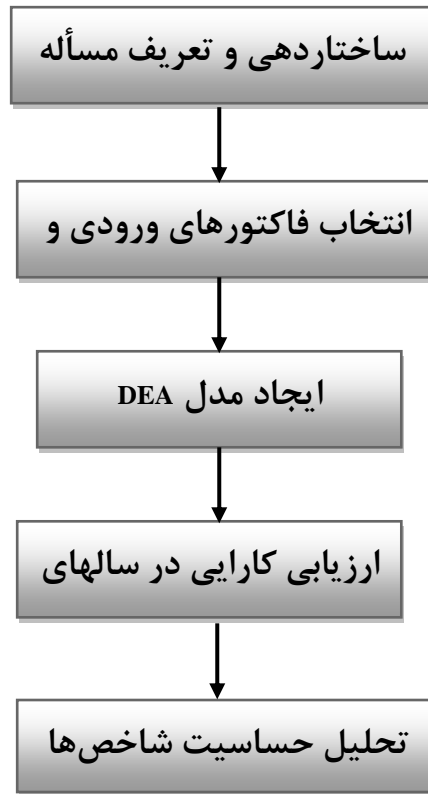 ساختاردهی و تعریف مسأله
انتخاب فاکتورهای ورودی و
ایجاد مدل DEA
ارزیابی کارایی در سالهای
تحلیل حساسیت شاخص‌ها